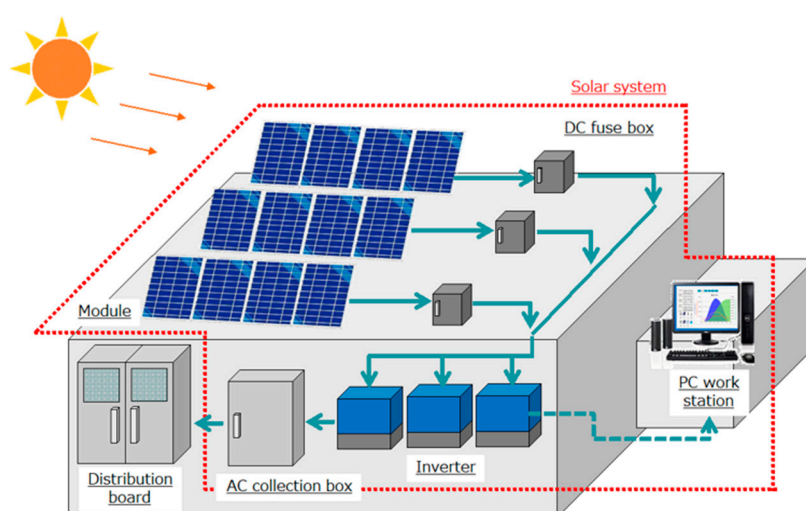 Solar system
DC fuse box
Module
PC work
station
Inverter
Distribution
board
AC collection box